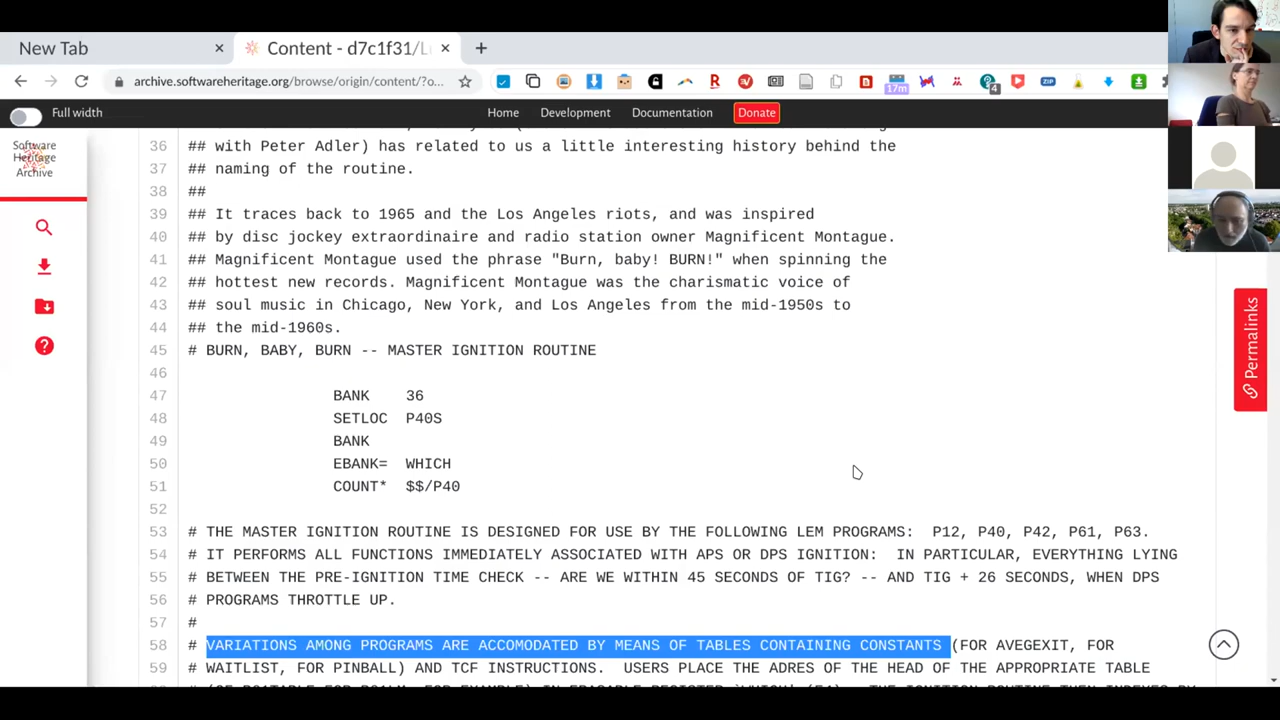 New Tab
Content - d7c1f31/L
archive.softwareheritage.org/browse/origin/content/?o...
17m
4
ZIP
Full width
Home Development Documentation Donate
Software
Heritage
Archive
36 ## with Peter Adler) has related to us a little interesting history behind the
37 ## naming of the routine.
38 ##
39 ## It traces back to 1965 and the Los Angeles riots, and was inspired
40 ## by disc jockey extraordinaire and radio station owner Magnificent Montague.
41 ## Magnificent Montague used the phrase "Burn, baby! BURN!" when spinning the
42 ## hottest new records. Magnificent Montague was the charismatic voice of
43 ## soul music in Chicago, New York, and Los Angeles from the mid-1950s to
44 ## the mid-1960s.
45 # BURN, BABY, BURN -- MASTER IGNITION ROUTINE
46
47 BANK 36
48 SETLOC P40S
49 BANK
50 EBANK= WHICH
51 COUNT* $$/P40
52
53 # THE MASTER IGNITION ROUTINE IS DESIGNED FOR USE BY THE FOLLOWING LEM PROGRAMS: P12, P40, P42, P61, P63.
54 # IT PERFORMS ALL FUNCTIONS IMMEDIATELY ASSOCIATED WITH APS OR DPS IGNITION: IN PARTICULAR, EVERYTHING LYING
55 # BETWEEN THE PRE-IGNITION TIME CHECK -- ARE WE WITHIN 45 SECONDS OF TIG? -- AND TIG + 26 SECONDS, WHEN DPS
56 # PROGRAMS THROTTLE UP.
57 #
58 # VARIATIONS AMONG PROGRAMS ARE ACCOMODATED BY MEANS OF TABLES CONTAINING CONSTANTS (FOR AVEGEXIT, FOR
59 # WAITLIST, FOR PINBALL) AND TCF INSTRUCTIONS. USERS PLACE THE ADRES OF THE HEAD OF THE APPROPRIATE TABLE
Permalinks